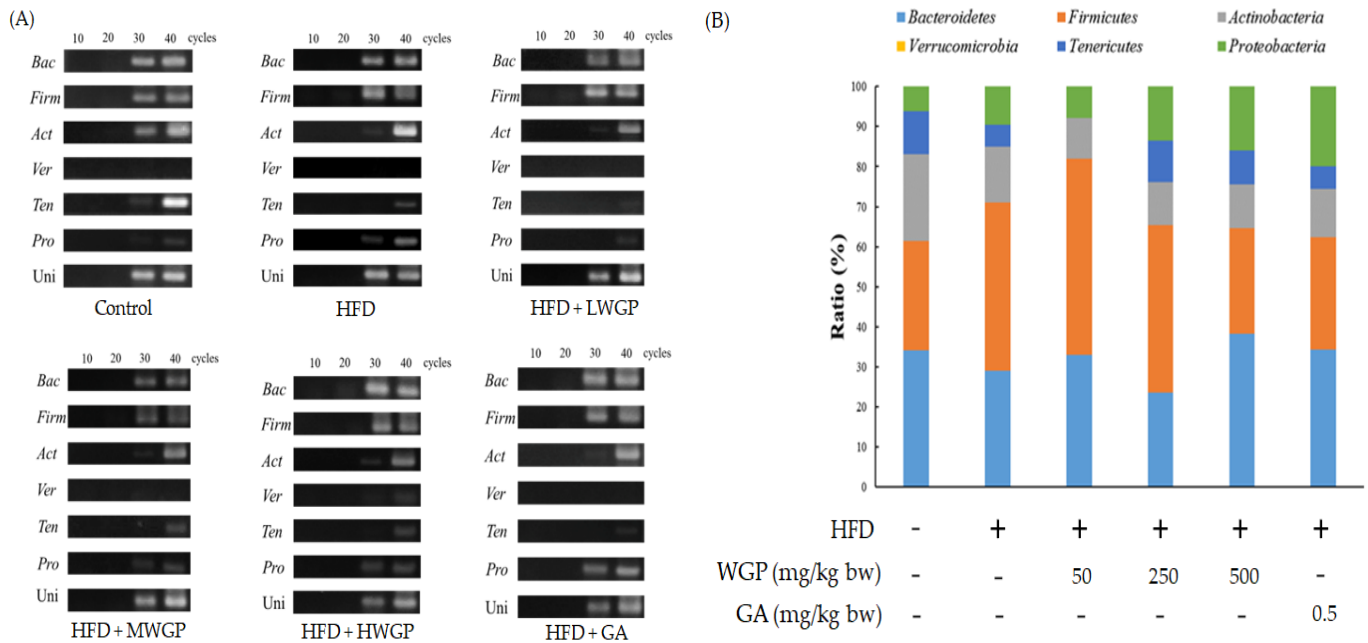 (A)
10 20 30 40 cycles
Bac
Firm
Act
Ver
Ten
Pro
Uni
Control
10 20 30 40 cycles
Bac
Firm
Act
Ver
Ten
Pro
Uni
HFD
10 20 30 40 cycles
Bac
Firm
Act
Ver
Ten
Pro
Uni
HFD + LWGP
10 20 30 40 cycles
Bac
Firm
Act
Ver
Ten
Pro
Uni
HFD + MWGP
10 20 30 40 cycles
Bac
Firm
Act
Ver
Ten
Pro
Uni
HFD + HWGP
10 20 30 40 cycles
Bac
Firm
Act
Ver
Ten
Pro
Uni
HFD + GA
(B)
Bacteroidetes Firmicutes Actinobacteria
Verrucomicrobia Tenericutes Proteobacteria
Ratio (%)
100
90
80
70
60
50
40
30
20
10
0
HFD - + + + + +
WGP (mg/kg bw) - - 50 250 500 -
GA (mg/kg bw) - - - - - 0.5